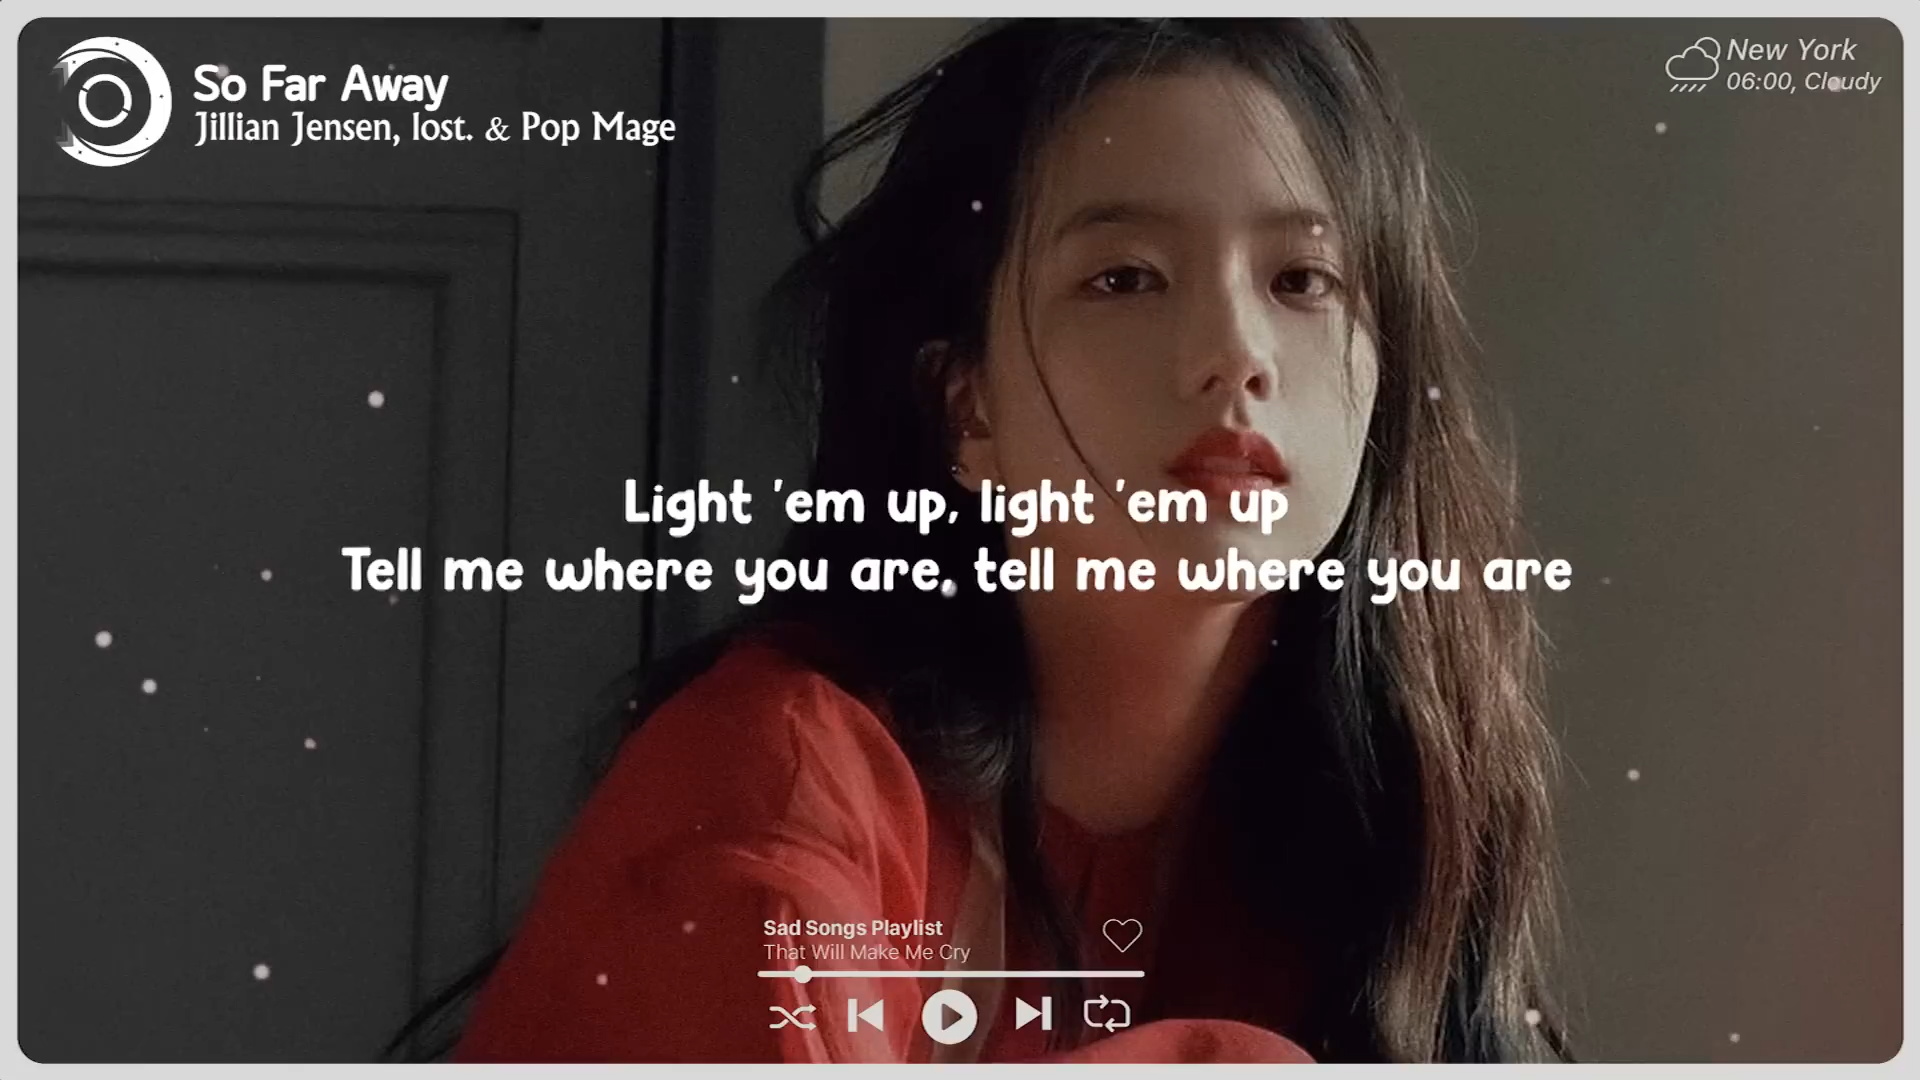 So Far Away
Jillian Jensen, lost. & Pop Mage
New York
06:00, Cloudy
Light 'em up, light 'em up
Tell me where you are, tell me where you are
Sad Songs Playlist
That Will Make Me Cry